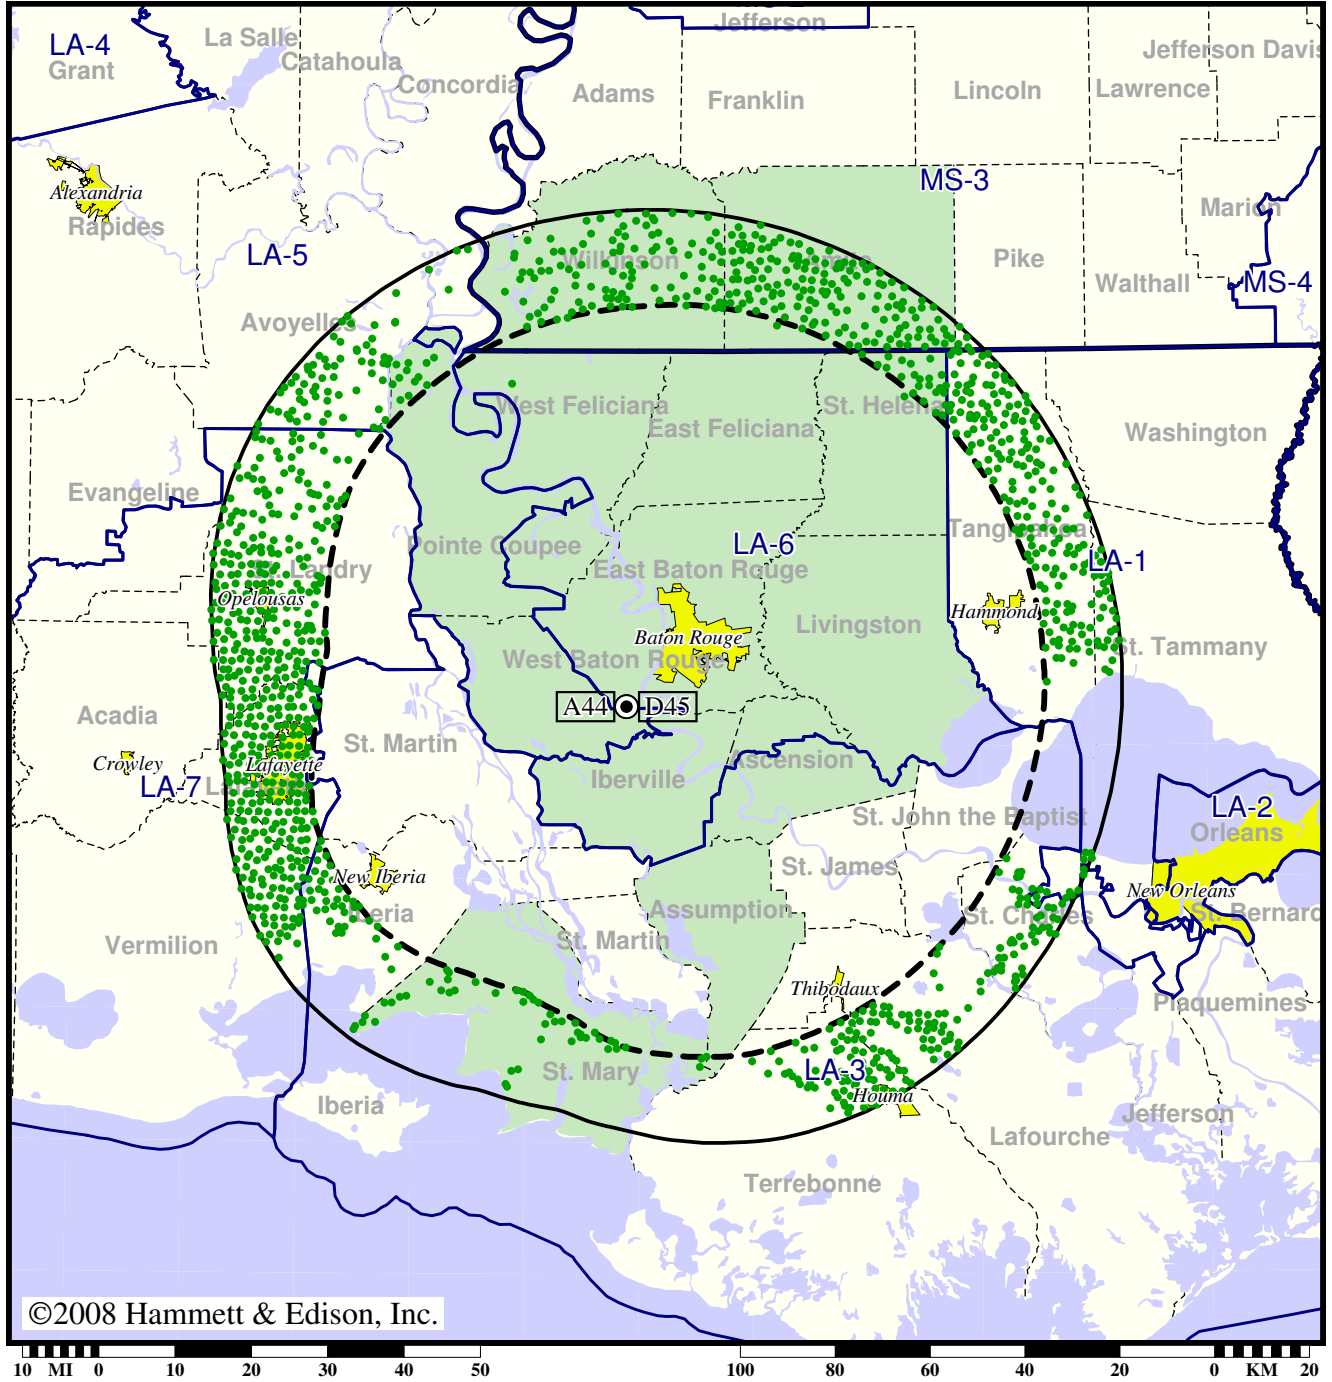 MS-2
Jefferson
LA-4
Grant
La Salle
Catahoula
Concordia
Adams
Franklin
Lincoln
Lawrence
Jefferson Davis
Alexandria
Rapides
LA-5
MS-3
Marion
Wilkinson
Amite
Pike
Walthall
MS-4
Avoyelles
West Feliciana
East Feliciana
St. Helena
Washington
Evangeline
Tangipahoa
Pointe Coupee
LA-6
LA-1
St. Landry
East Baton Rouge
Opelousas
Hammond
Livingston
Baton Rouge
St. Tammany
West Baton Rouge
A44
D45
Acadia
St. Martin
Crowley
Lafayette
LA-7
Lafayette
Iberville
Ascension
St. John the Baptist
LA-2
Orleans
St. James
New Iberia
New Orleans
Iberia
Assumption
St. Charles
St. Bernard
Vermilion
St. Martin
Thibodaux
Plaquemines
St. Mary
LA-3
Houma
Iberia
Jefferson
Lafourche
Terrebonne
©2008 Hammett & Edison, Inc.
10 MI 0 10 20 30 40 50 100 80 60 40 20 0 KM 20